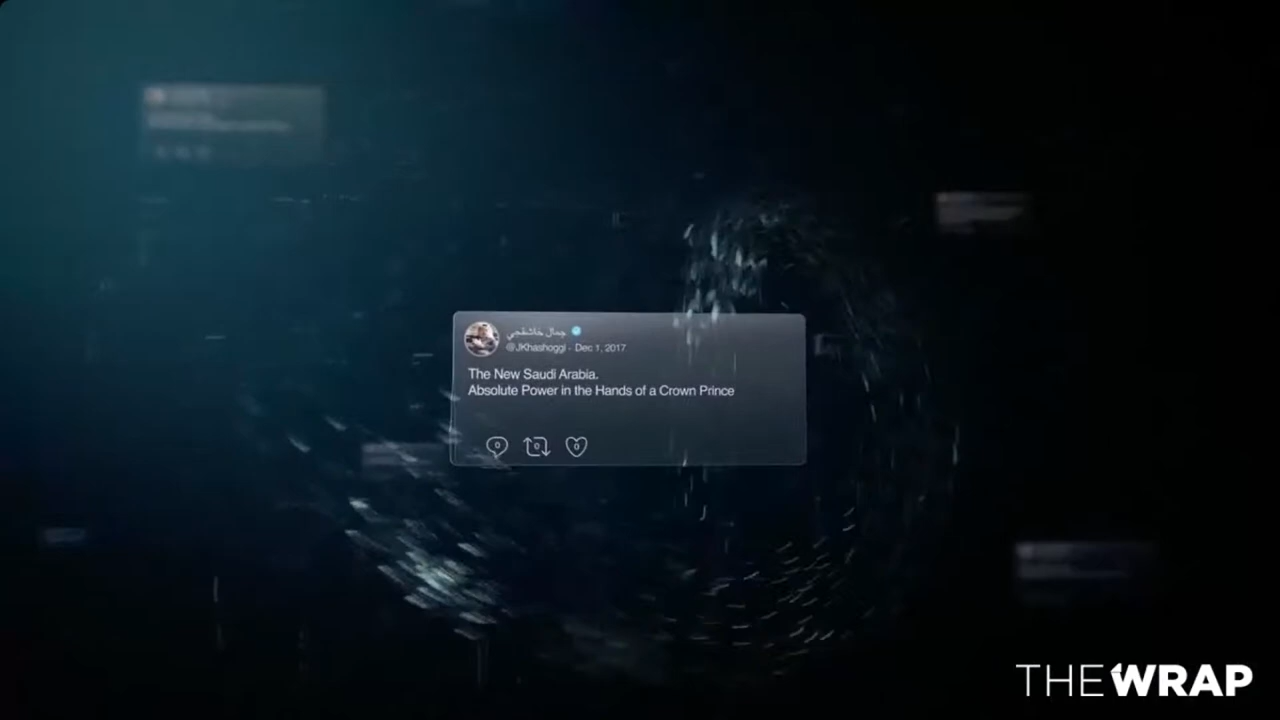 جمال خاشقجي
@JKhashoggi · Dec 1, 2017
The New Saudi Arabia.
Absolute Power in the Hands of a Crown Prince
0 0 0
THEWRAP